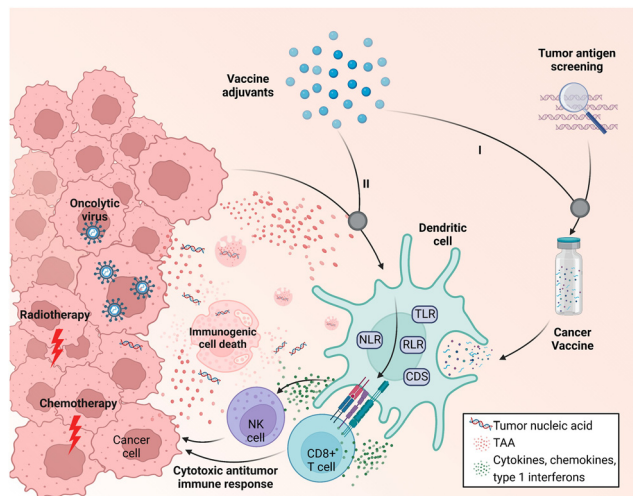 Vaccine
adjuvants
Tumor antigen
screening
I
II
Oncolytic
virus
Dendritic
cell
TLR
NLR
RLR
CDS
Cancer
Vaccine
Radiotherapy
Immunogenic
cell death
Chemotherapy
Cancer
cell
NK
cell
CD8+
T cell
Cytotoxic antitumor
immune response
Tumor nucleic acid
TAA
Cytokines, chemokines,
type 1 interferons